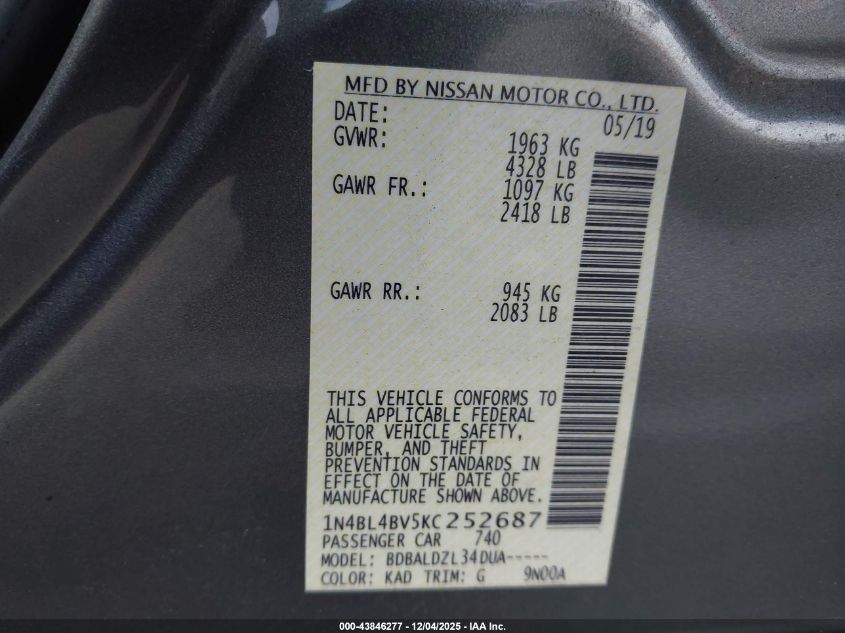 MFD BY NISSAN MOTOR CO., LTD.
DATE: 05/19
GVWR: 1963 KG
4328 LB
GAWR FR.: 1097 KG
2418 LB
GAWR RR.: 945 KG
2083 LB
THIS VEHICLE CONFORMS TO
ALL APPLICABLE FEDERAL
MOTOR VEHICLE SAFETY,
BUMPER, AND THEFT
PREVENTION STANDARDS IN
EFFECT ON THE DATE OF
MANUFACTURE SHOWN ABOVE.
1N4BL4BV5KC252687
PASSENGER CAR 740
MODEL: BDBALDZL34DUA-----
COLOR: KAD TRIM: G 9N00A
000-43846277 - 12/04/2025 - IAA Inc.